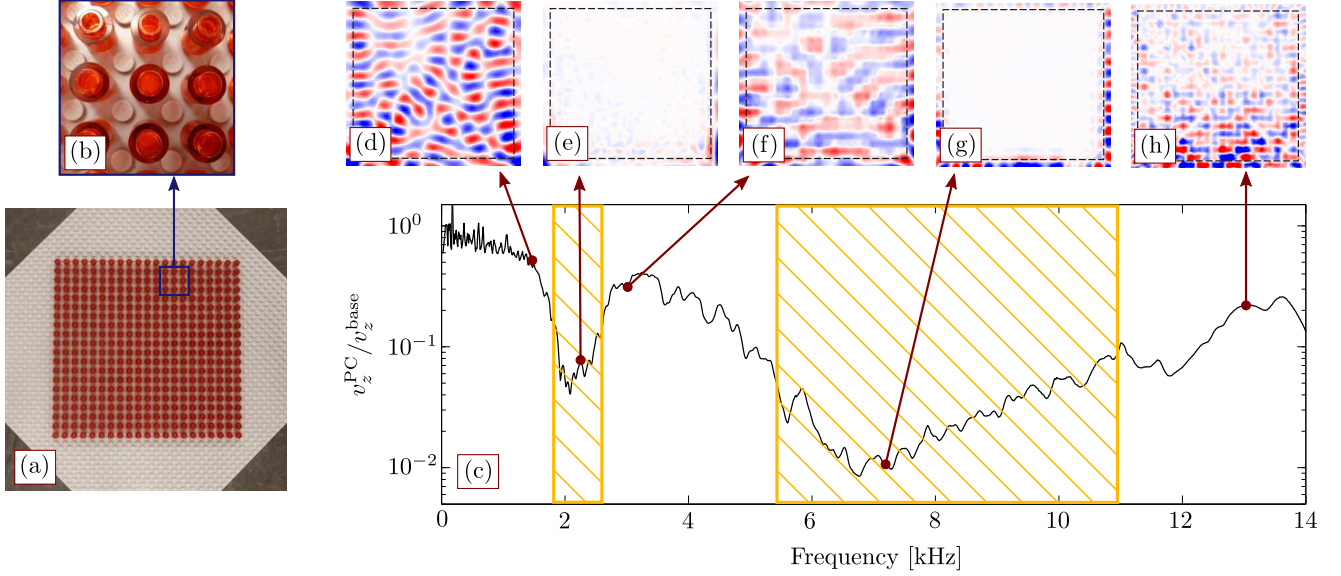 (b)
(d)
(e)
(f)
(g)
(h)
(a)
v_z^PC / v_z^base
10^0
10^−1
10^−2
(c)
0 2 4 6 8 10 12 14
Frequency [kHz]